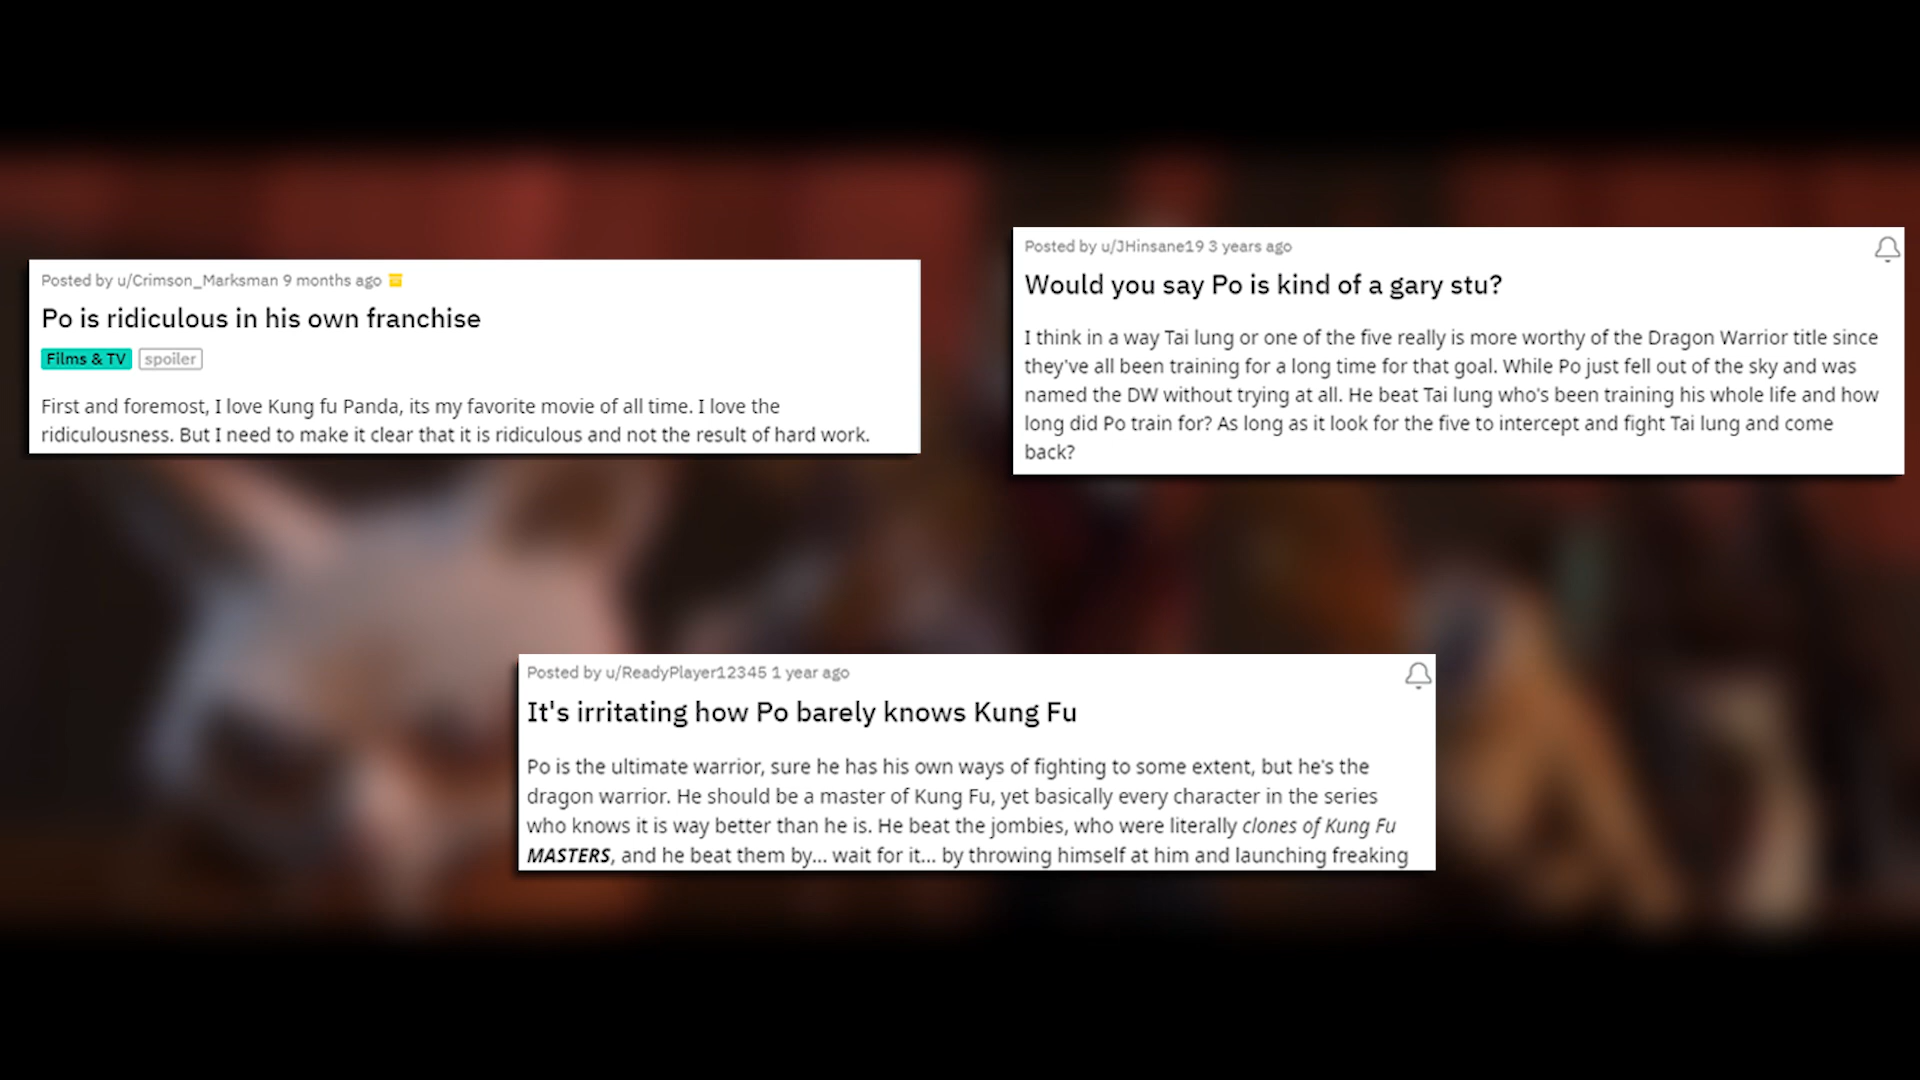 Posted by u/Crimson_Marksman 9 months ago
Po is ridiculous in his own franchise
Films & TV spoiler
First and foremost, I love Kung fu Panda, its my favorite movie of all time. I love the
ridiculousness. But I need to make it clear that it is ridiculous and not the result of hard work.
Posted by u/JHinsane19 3 years ago
Would you say Po is kind of a gary stu?
I think in a way Tai lung or one of the five really is more worthy of the Dragon Warrior title since
they've all been training for a long time for that goal. While Po just fell out of the sky and was
named the DW without trying at all. He beat Tai lung who's been training his whole life and how
long did Po train for? As long as it look for the five to intercept and fight Tai lung and come
back?
Posted by u/ReadyPlayer12345 1 year ago
It's irritating how Po barely knows Kung Fu
Po is the ultimate warrior, sure he has his own ways of fighting to some extent, but he's the
dragon warrior. He should be a master of Kung Fu, yet basically every character in the series
who knows it is way better than he is. He beat the jombies, who were literally clones of Kung Fu
MASTERS, and he beat them by... wait for it... by throwing himself at him and launching freaking